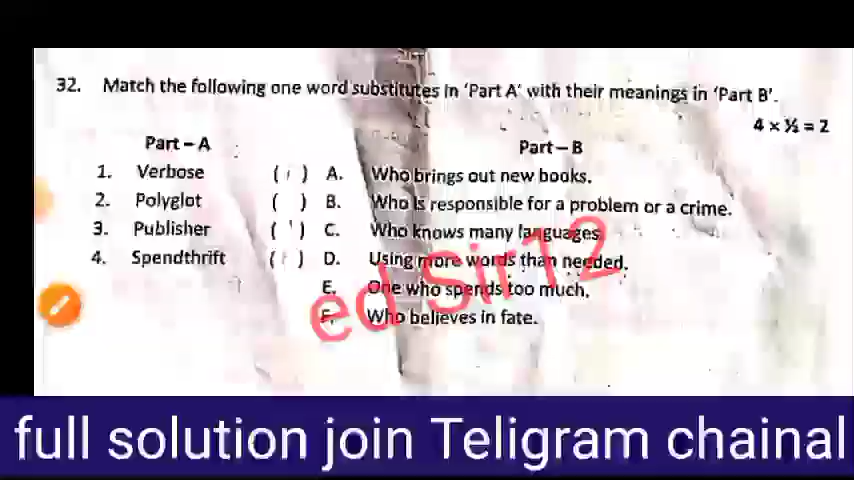 32. Match the following one word substitutes in 'Part A' with their meanings in 'Part B'.
4 × ½ = 2
Part – A Part – B
1. Verbose ( ) A. Who brings out new books.
2. Polyglot ( ) B. Who is responsible for a problem or a crime.
3. Publisher ( ) C. Who knows many languages.
4. Spendthrift ( ) D. Using more words than needed.
E. One who spends too much.
F. Who believes in fate.
ed Sir12
full solution join Teligram chainal